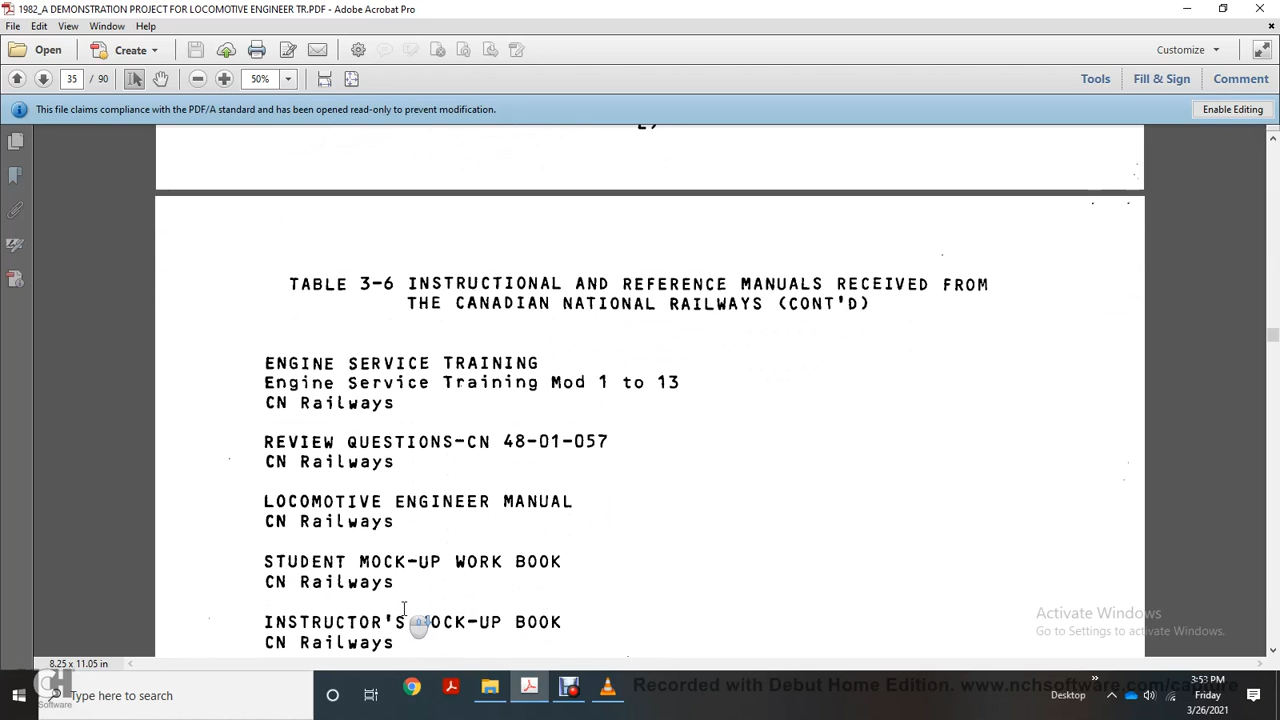 1982_A DEMONSTRATION PROJECT FOR LOCOMOTIVE ENGINEER TR.PDF - Adobe Acrobat Pro
File Edit View Window Help
Open Create Customize
35 / 90 50% Tools Fill & Sign Comment
This file claims compliance with the PDF/A standard and has been opened read-only to prevent modification. Enable Editing
TABLE 3-6 INSTRUCTIONAL AND REFERENCE MANUALS RECEIVED FROM
THE CANADIAN NATIONAL RAILWAYS (CONT'D)
ENGINE SERVICE TRAINING
Engine Service Training Mod 1 to 13
CN Railways
REVIEW QUESTIONS-CN 48-01-057
CN Railways
LOCOMOTIVE ENGINEER MANUAL
CN Railways
STUDENT MOCK-UP WORK BOOK
CN Railways
INSTRUCTOR'S MOCK-UP BOOK
CN Railways
Activate Windows
Go to Settings to activate Windows.
8.25 x 11.05 in
Software
Type here to search
Recorded with Debut Home Edition. www.nchsoftware.com/capture
Desktop
3:53 PM
Friday
3/26/2021